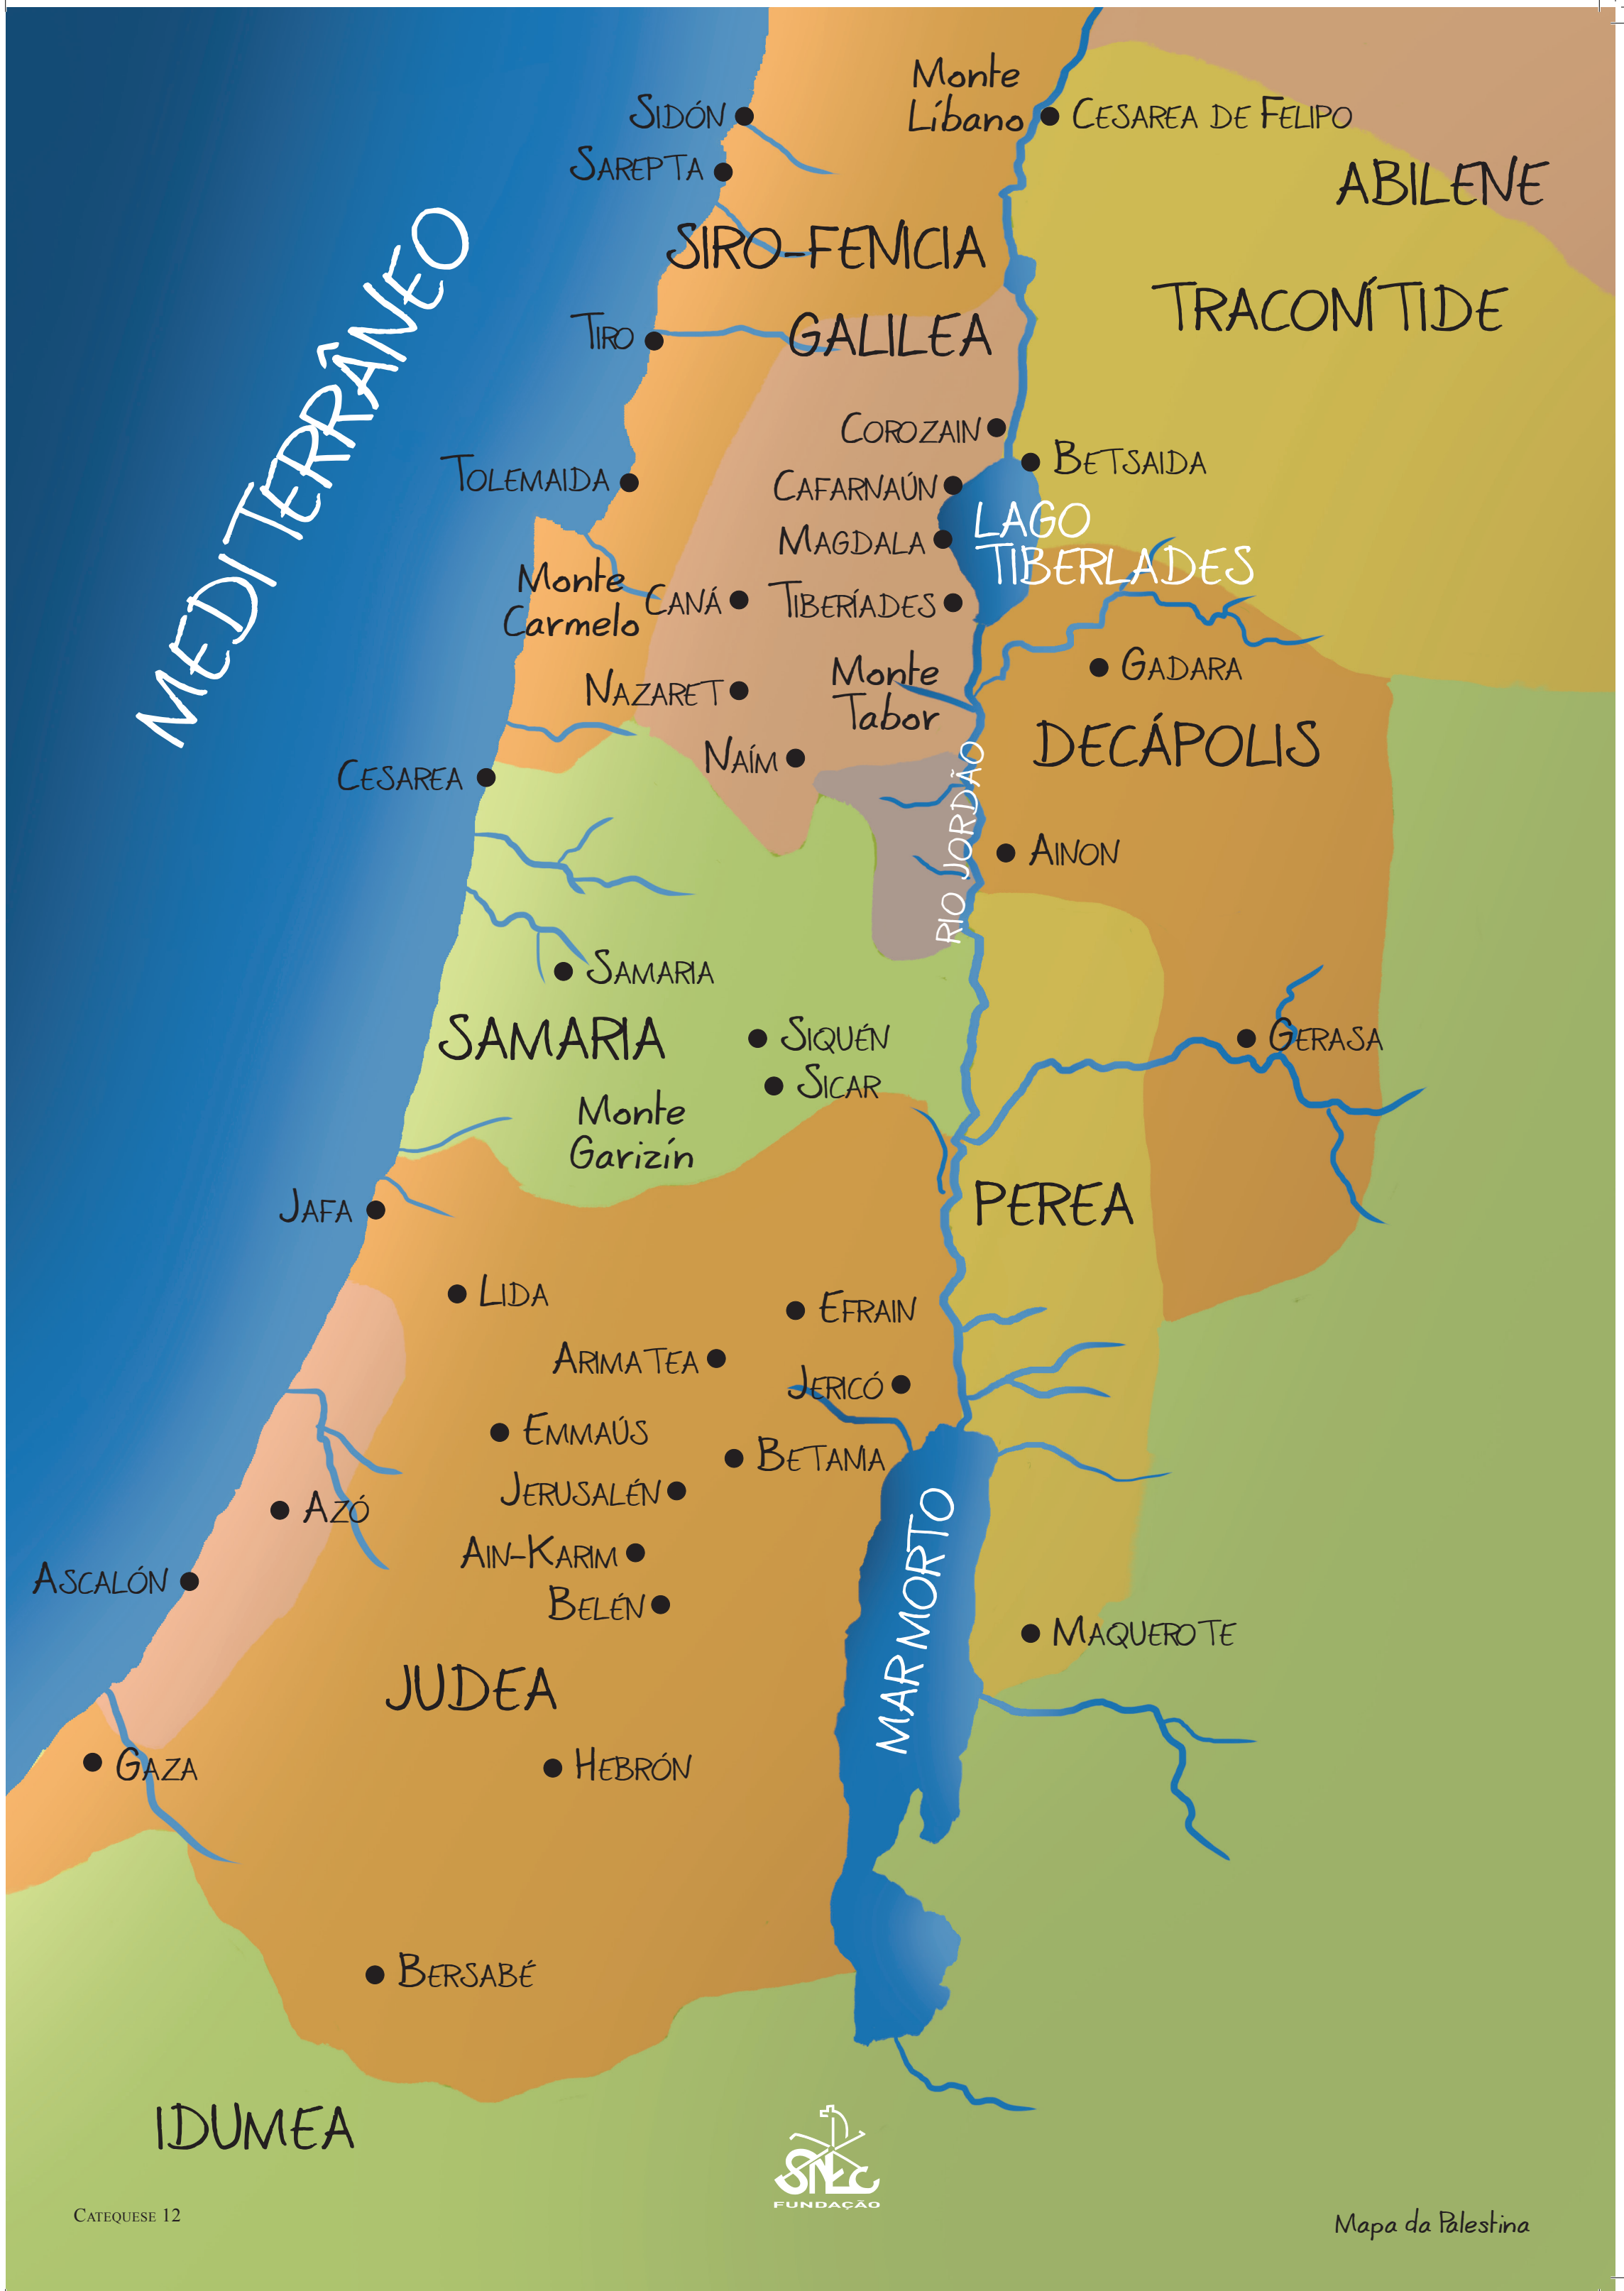 Monte
Líbano
SIDÓN
CESAREA DE FELIPO
SAREPTA
ABILENE
SIRO-FENICIA
TRACONÍTIDE
MEDITERRÂNEO
TIRO
GALILEA
COROZAIN
BETSAIDA
TOLEMAIDA
CAFARNAÚN
LAGO
TIBERLADES
MAGDALA
Monte
Carmelo
CANÁ
TIBERÍADES
Monte
Tabor
GADARA
NAZARET
DECÁPOLIS
NAÍM
CESAREA
RIO JORDÃO
AINON
SAMARIA
SAMARIA
SIQUÉN
GERASA
SICAR
Monte
Garizín
JAFA
PEREA
LIDA
EFRAIN
ARIMATEA
JERICÓ
EMMAÚS
BETANIA
JERUSALÉN
AZÓ
AIN-KARIM
ASCALÓN
BELÉN
MAR MORTO
MAQUEROTE
JUDEA
GAZA
HEBRÓN
BERSABÉ
IDUMEA
SNEC
FUNDAÇÃO
CATEQUESE 12
Mapa da Palestina